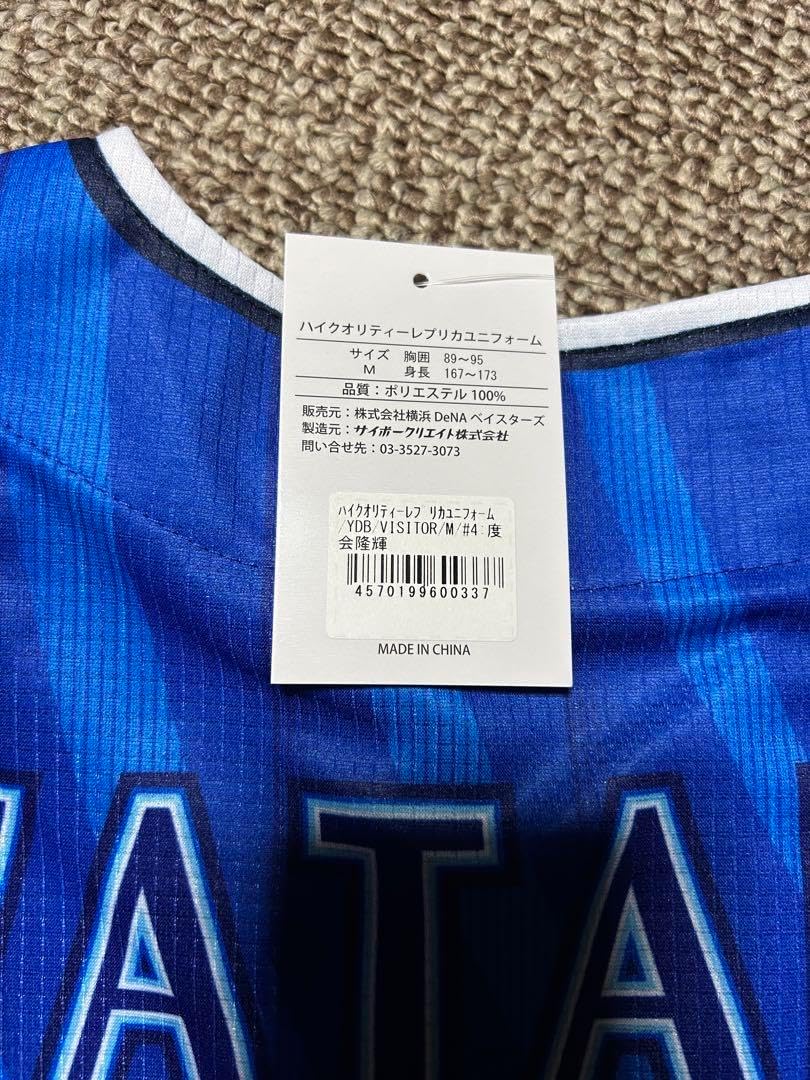 ハイクオリティーレプリカユニフォーム
サイズ 胸囲 89～95
M 身長 167～173
品質：ポリエステル 100%
販売元：株式会社横浜 DeNA ベイスターズ
製造元：サイボークリエイト株式会社
問い合せ先：03-3527-3073
ﾊｲｸｵﾘﾃｨｰﾚﾌﾟﾘｶﾕﾆﾌｫｰﾑ
/YDB/VISITOR/M/#4:度
会隆輝
4570199600337
MADE IN CHINA
ATA